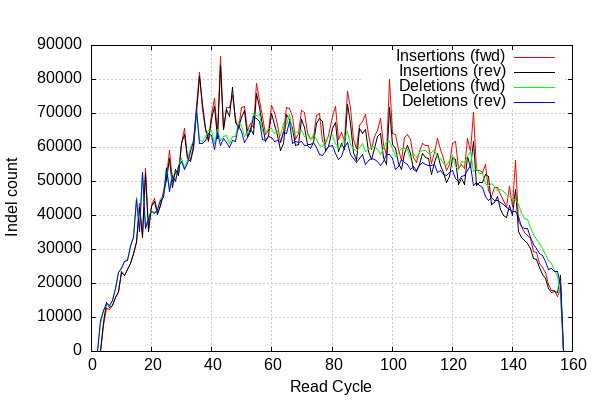 90000
80000
70000
60000
50000
40000
30000
20000
10000
0
Indel count
Insertions (fwd)
Insertions (rev)
Deletions (fwd)
Deletions (rev)
0 20 40 60 80 100 120 140 160
Read Cycle